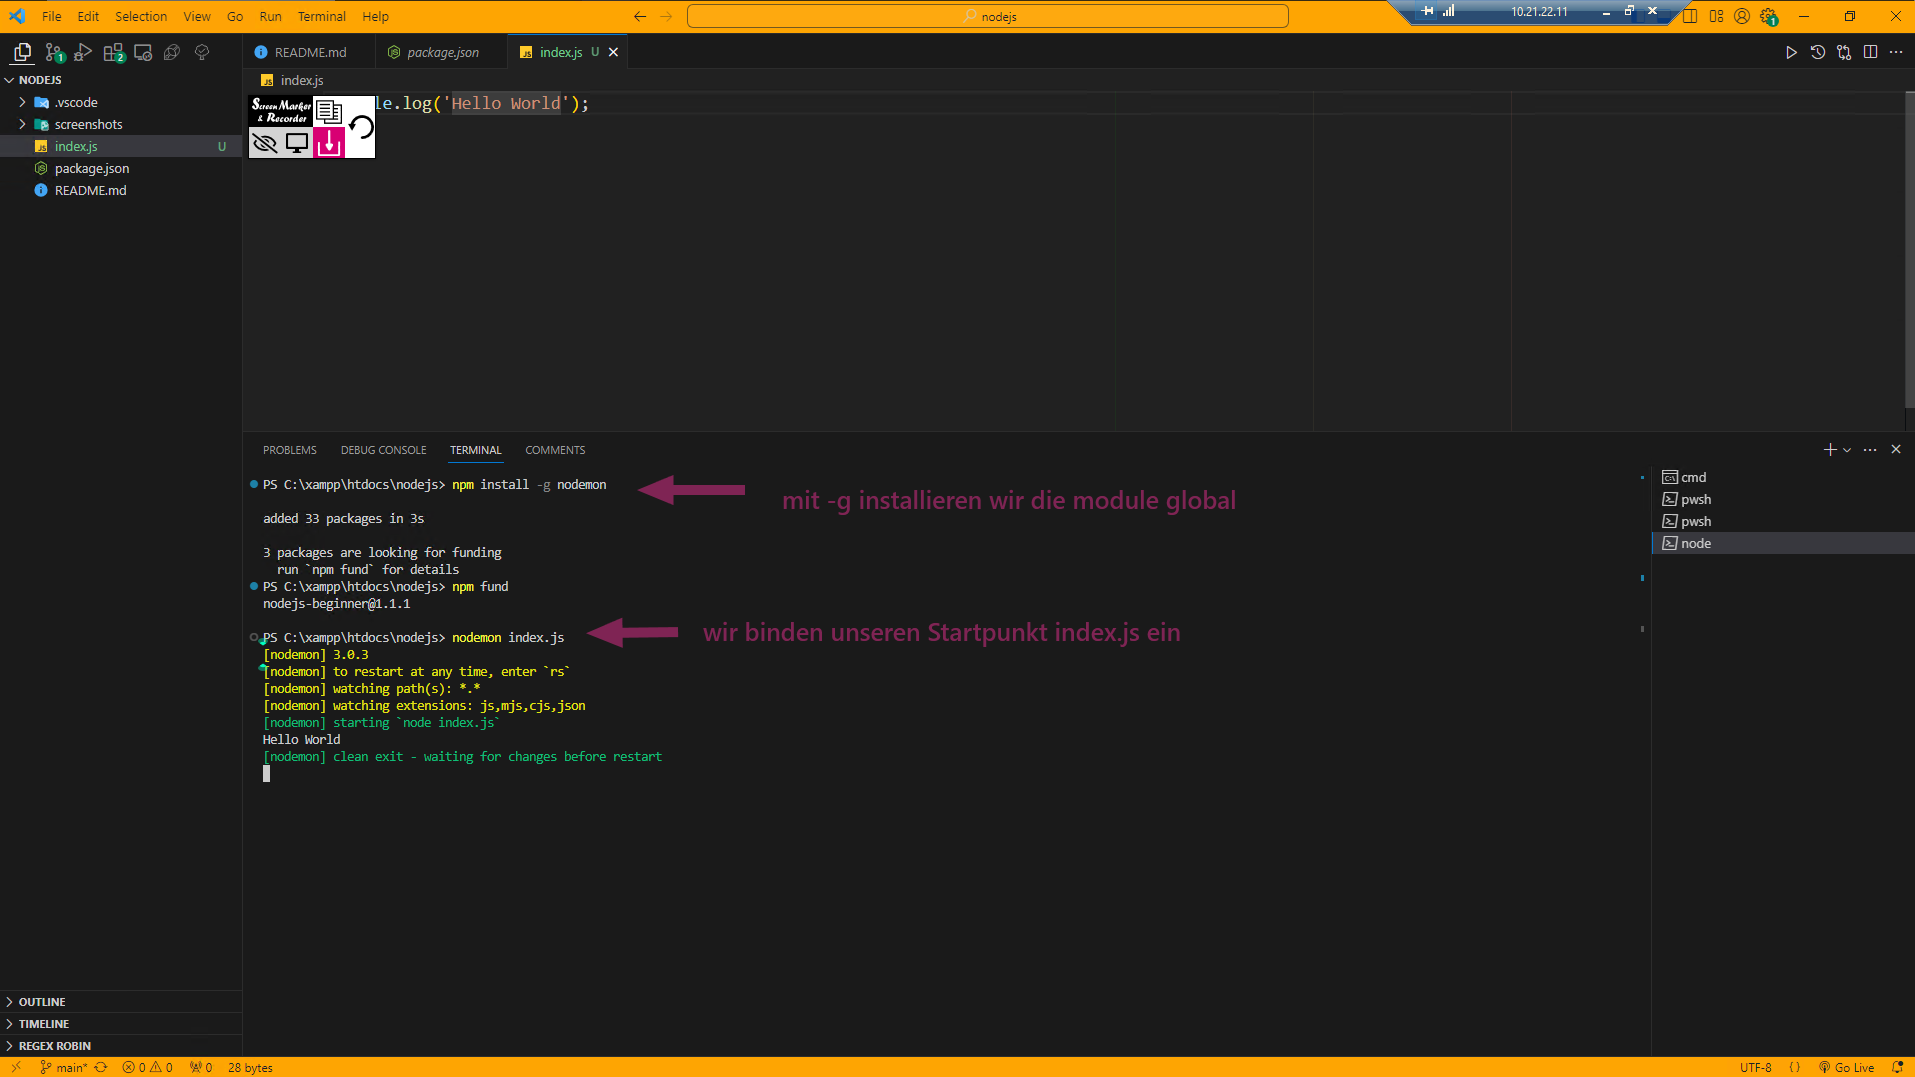 File Edit Selection View Go Run Terminal Help
nodejs
10.21.22.11
1
1
2
README.md
package.json
index.js U
NODEJS
index.js
.vscode
screenshots
index.js U
package.json
README.md
Screen Marker
& Recorder
le.log('Hello World');
PROBLEMS DEBUG CONSOLE TERMINAL COMMENTS
PS C:\xampp\htdocs\nodejs> npm install -g nodemon
mit -g installieren wir die module global
added 33 packages in 3s
3 packages are looking for funding
run `npm fund` for details
PS C:\xampp\htdocs\nodejs> npm fund
nodejs-beginner@1.1.1
PS C:\xampp\htdocs\nodejs> nodemon index.js
wir binden unseren Startpunkt index.js ein
[nodemon] 3.0.3
[nodemon] to restart at any time, enter `rs`
[nodemon] watching path(s): *.*
[nodemon] watching extensions: js,mjs,cjs,json
[nodemon] starting `node index.js`
Hello World
[nodemon] clean exit - waiting for changes before restart
cmd
pwsh
pwsh
node
OUTLINE
TIMELINE
REGEX ROBIN
main* 0 0 0 28 bytes
UTF-8 {} Go Live